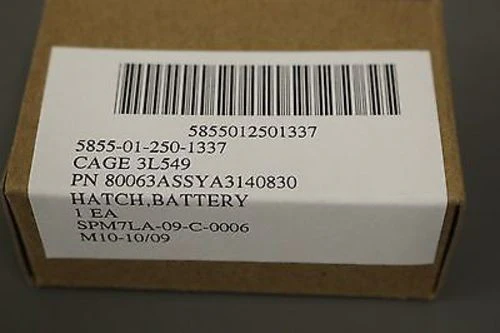 5855012501337
5855-01-250-1337
CAGE 3L549
PN 80063ASSYA3140830
HATCH,BATTERY
1 EA
SPM7LA-09-C-0006
M10-10/09